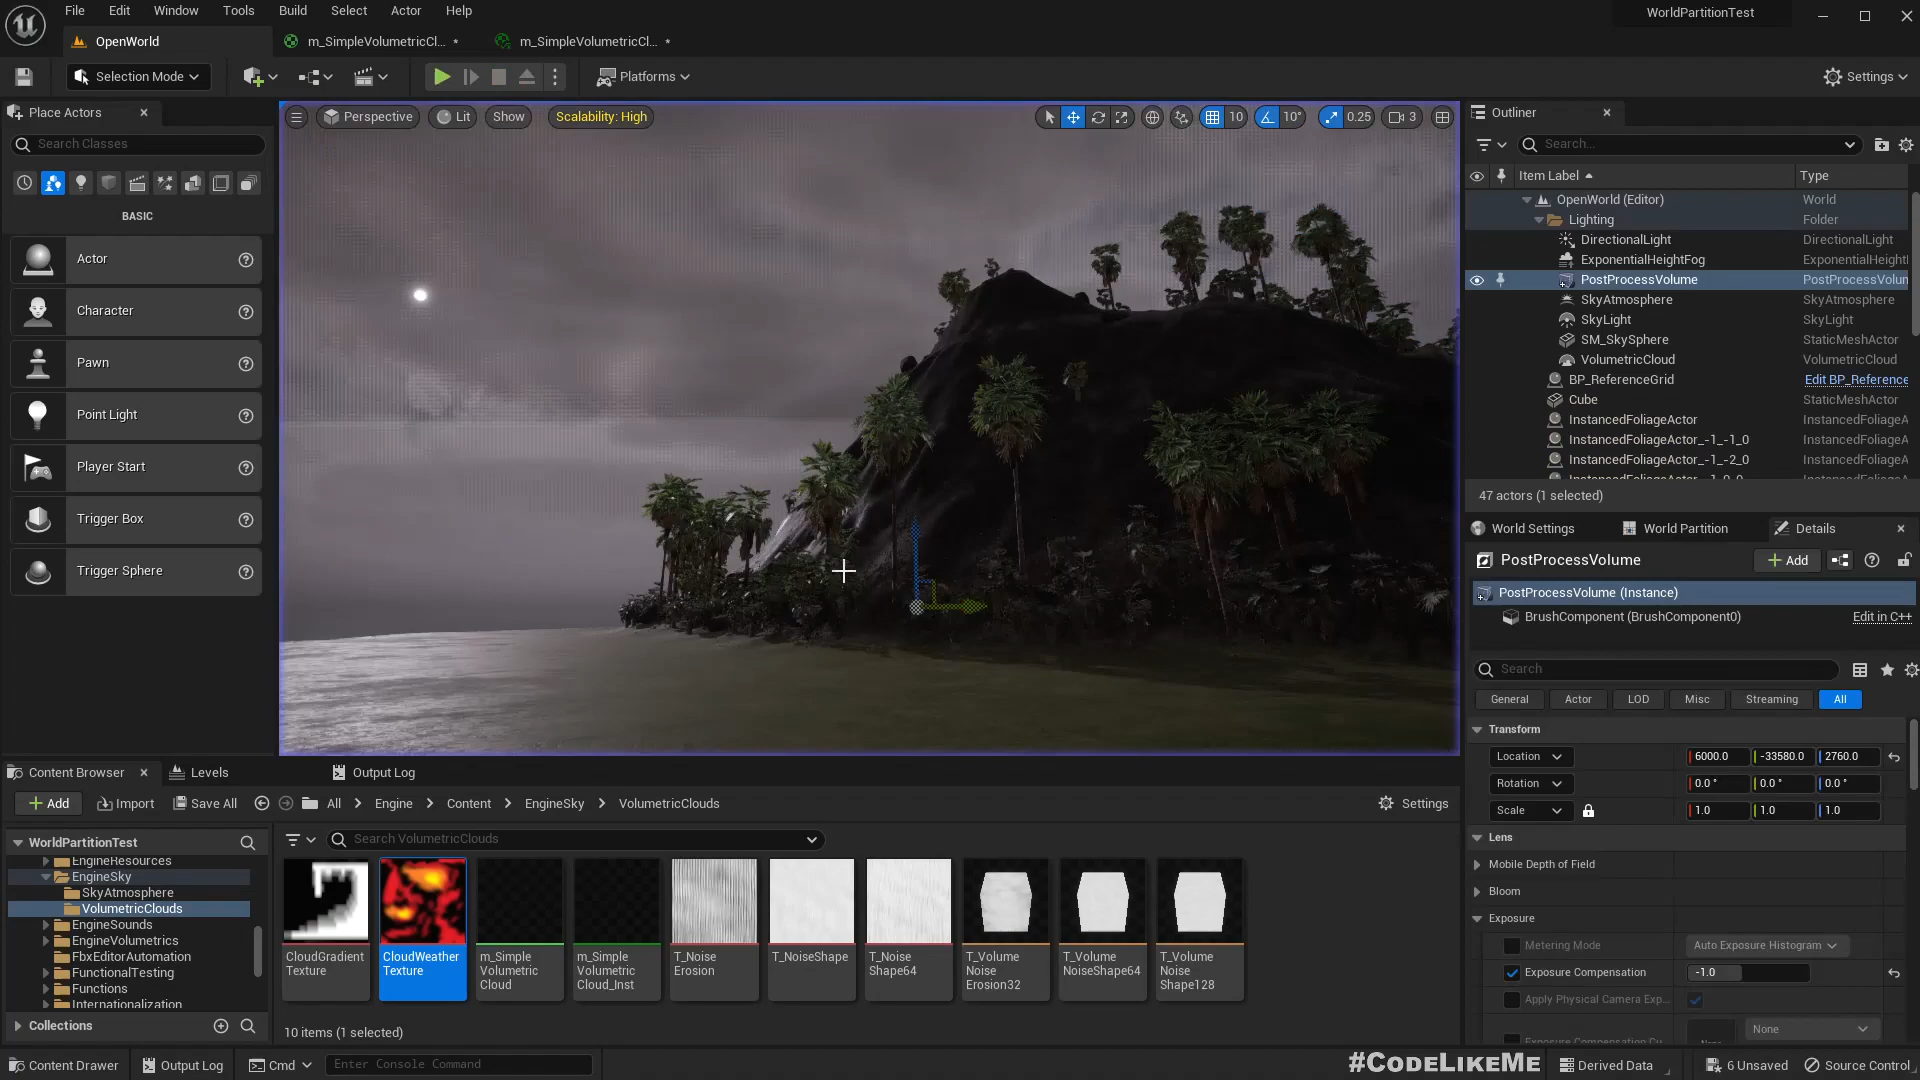 File Edit Window Tools Build Select Actor Help
WorldPartitionTest
OpenWorld
m_SimpleVolumetricCl... •
m_SimpleVolumetricCl... •
Selection Mode
Platforms
Settings
Place Actors
Search Classes
BASIC
Actor
Character
Pawn
Point Light
Player Start
Trigger Box
Trigger Sphere
Perspective Lit Show Scalability: High
10 10° 0.25 3
Outliner
Search...
Item Label Type
OpenWorld (Editor) World
Lighting Folder
DirectionalLight DirectionalLight
ExponentialHeightFog ExponentialHeightI
PostProcessVolume PostProcessVolun
SkyAtmosphere SkyAtmosphere
SkyLight SkyLight
SM_SkySphere StaticMeshActor
VolumetricCloud VolumetricCloud
BP_ReferenceGrid Edit BP_Reference
Cube StaticMeshActor
InstancedFoliageActor InstancedFoliageA
InstancedFoliageActor_-1_-1_0 InstancedFoliageA
InstancedFoliageActor_-1_-2_0 InstancedFoliageA
47 actors (1 selected)
World Settings World Partition Details
PostProcessVolume
Add
PostProcessVolume (Instance)
BrushComponent (BrushComponent0) Edit in C++
Search
General Actor LOD Misc Streaming All
Transform
Location 6000.0 -33580.0 2760.0
Rotation 0.0° 0.0° 0.0°
Scale 1.0 1.0 1.0
Lens
Mobile Depth of Field
Bloom
Exposure
Metering Mode Auto Exposure Histogram
Exposure Compensation -1.0
Apply Physical Camera Exp...
None
Content Browser Levels Output Log
Add Import Save All All Engine Content EngineSky VolumetricClouds Settings
WorldPartitionTest
EngineResources
EngineSky
SkyAtmosphere
VolumetricClouds
EngineSounds
EngineVolumetrics
FbxEditorAutomation
FunctionalTesting
Functions
Internationalization
Collections
Search VolumetricClouds
CloudGradient
Texture
CloudWeather
Texture
m_Simple
Volumetric
Cloud
m_Simple
Volumetric
Cloud_Inst
T_Noise
Erosion
T_NoiseShape
T_Noise
Shape64
T_Volume
Noise
Erosion32
T_Volume
NoiseShape64
T_Volume
Noise
Shape128
10 items (1 selected)
Content Drawer Output Log Cmd Enter Console Command
#CODELIKEME
Derived Data 6 Unsaved Source Control